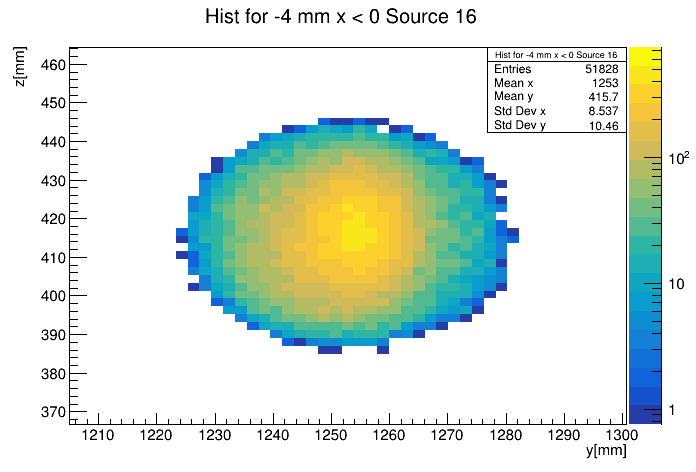 Hist for -4 mm x < 0 Source 16
z[mm]
Hist for -4 mm x < 0 Source 16
Entries 51828
Mean x 1253
Mean y 415.7
Std Dev x 8.537
Std Dev y 10.46
460
450
440
430
420
410
400
390
380
370
10²
10
1
1210 1220 1230 1240 1250 1260 1270 1280 1290 1300
y[mm]